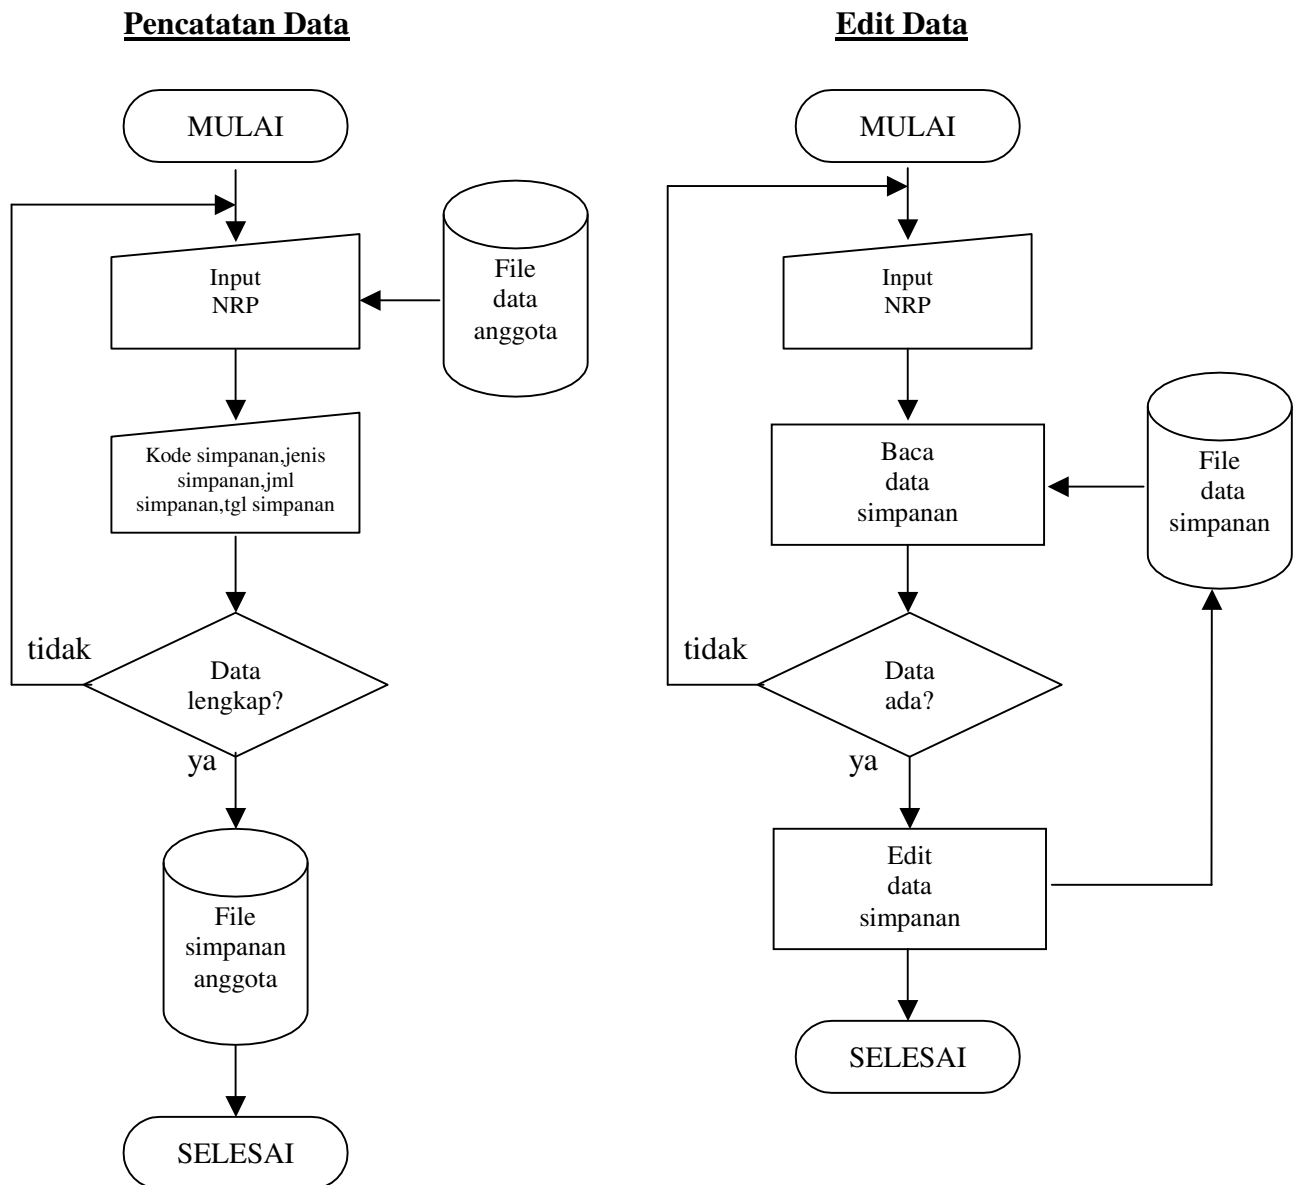 Pencatatan Data
MULAI
Input
NRP
File
data
anggota
Kode simpanan,jenis
simpanan,jml
simpanan,tgl simpanan
tidak
Data
lengkap?
ya
File
simpanan
anggota
SELESAI
Edit Data
MULAI
Input
NRP
Baca
data
simpanan
File
data
simpanan
tidak
Data
ada?
ya
Edit
data
simpanan
SELESAI